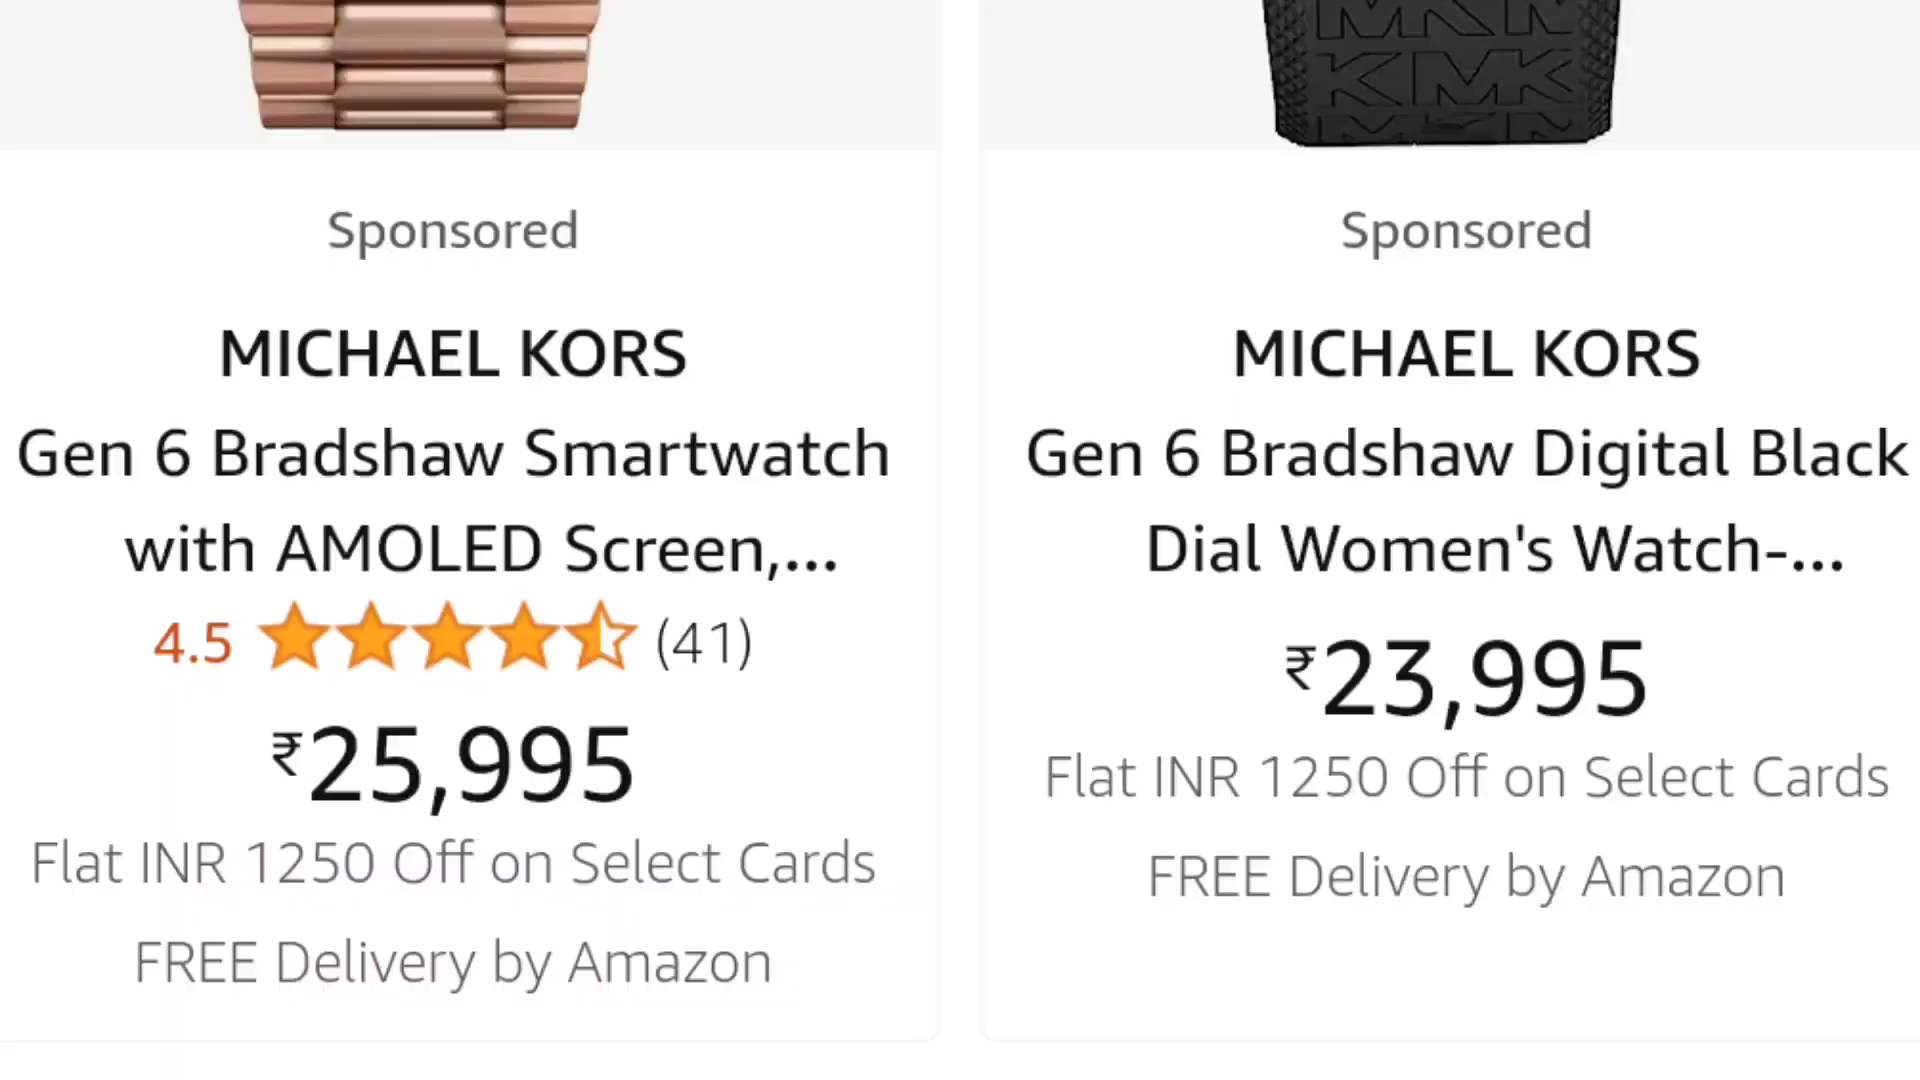 MKM
KMK
Sponsored
MICHAEL KORS
Gen 6 Bradshaw Smartwatch
with AMOLED Screen,...
4.5 (41)
₹25,995
Flat INR 1250 Off on Select Cards
FREE Delivery by Amazon
Sponsored
MICHAEL KORS
Gen 6 Bradshaw Digital Black
Dial Women's Watch-...
₹23,995
Flat INR 1250 Off on Select Cards
FREE Delivery by Amazon